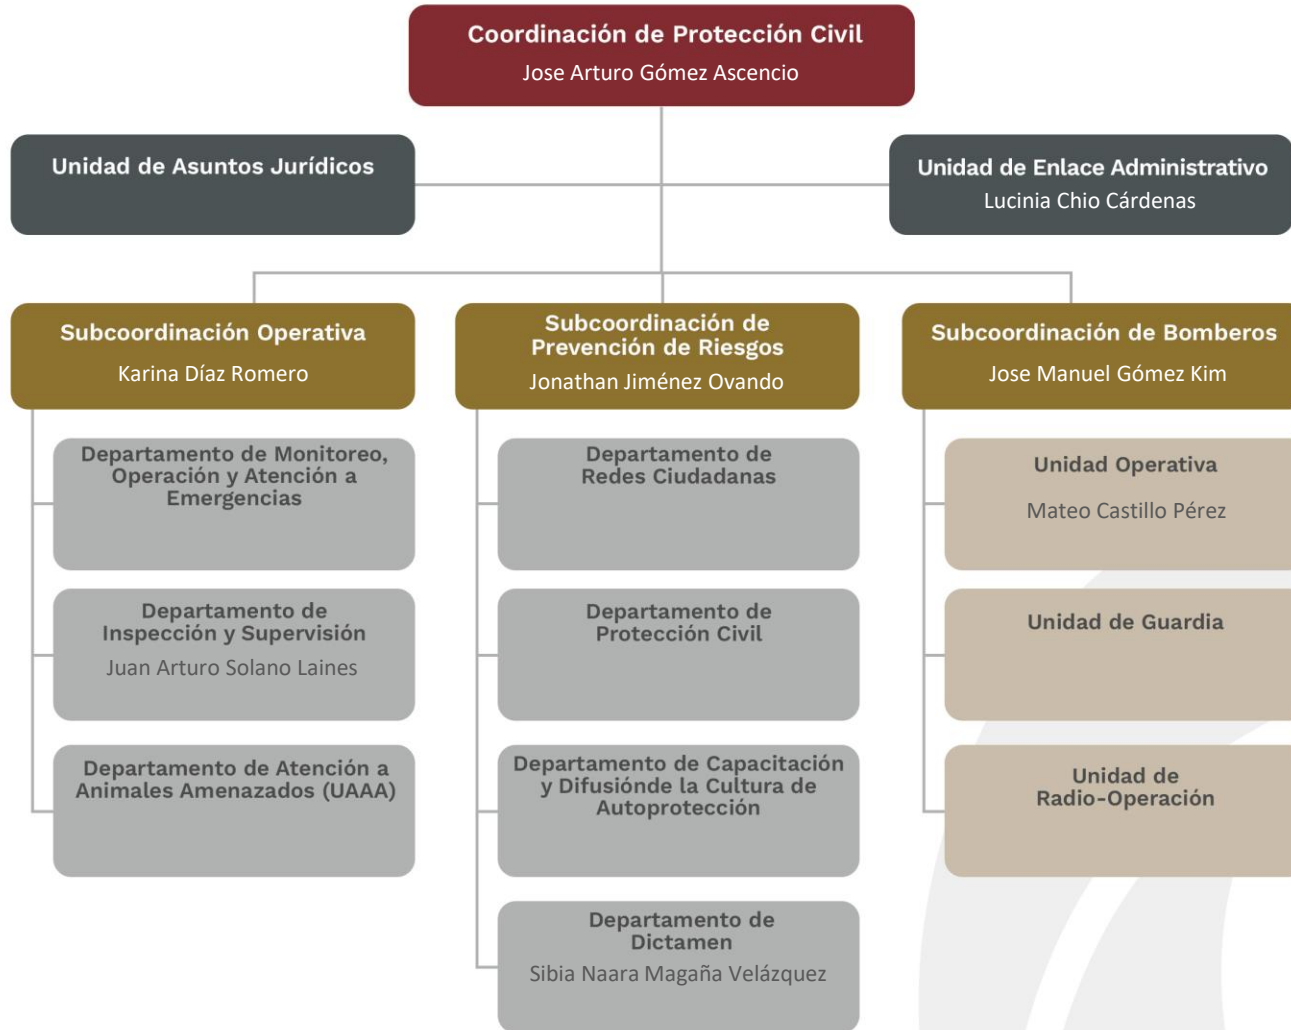 Coordinación de Protección Civil
Jose Arturo Gómez Ascencio
Unidad de Asuntos Jurídicos
Unidad de Enlace Administrativo
Lucinia Chio Cárdenas
Subcoordinación Operativa
Karina Díaz Romero
Subcoordinación de
Prevención de Riesgos
Jonathan Jiménez Ovando
Subcoordinación de Bomberos
Jose Manuel Gómez Kim
Departamento de Monitoreo,
Operación y Atención a
Emergencias
Departamento de
Redes Ciudadanas
Unidad Operativa
Mateo Castillo Pérez
Departamento de
Inspección y Supervisión
Juan Arturo Solano Laines
Departamento de
Protección Civil
Unidad de Guardia
Departamento de Atención a
Animales Amenazados (UAAA)
Departamento de Capacitación
y Difusiónde la Cultura de
Autoprotección
Unidad de
Radio-Operación
Departamento de
Dictamen
Sibia Naara Magaña Velázquez